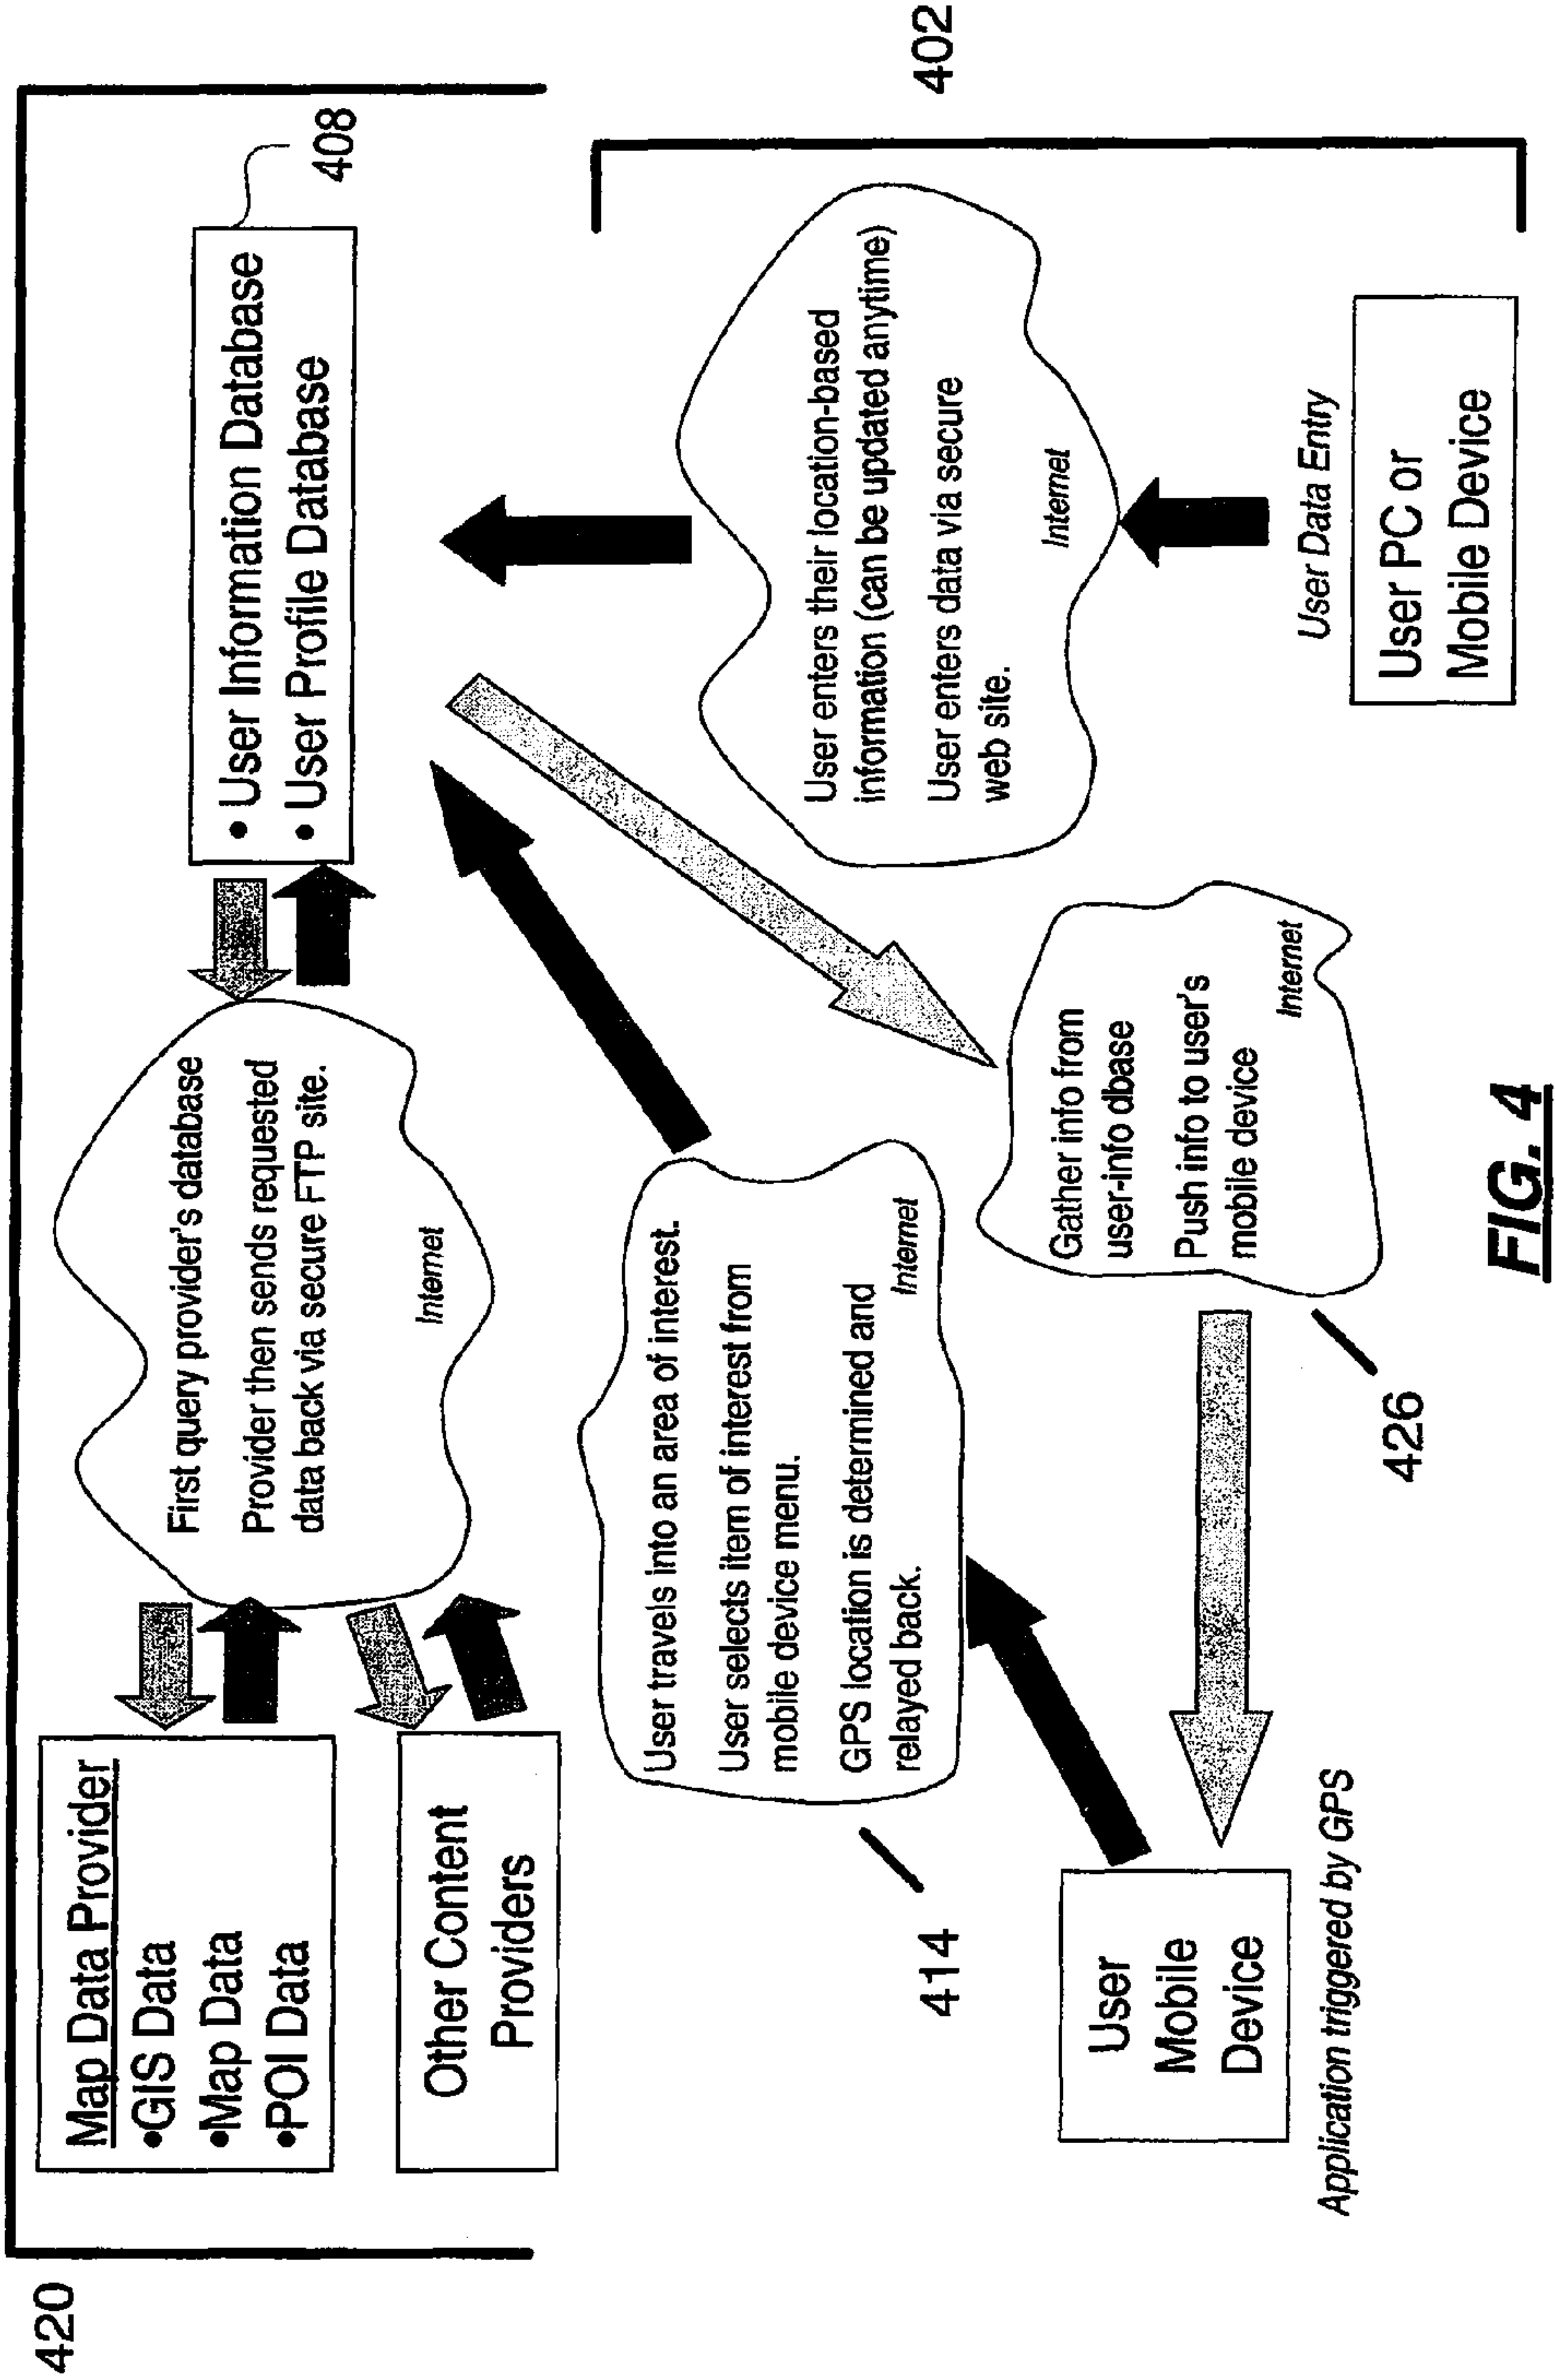 420
Map Data Provider
•GIS Data
•Map Data
•POI Data
Other Content
Providers
First query provider's database
Provider then sends requested
data back via secure FTP site.
Internet
• User Information Database
• User Profile Database
408
User travels into an area of interest.
User selects item of interest from
mobile device menu.
GPS location is determined and
relayed back.
Internet
414
User
Mobile
Device
Application triggered by GPS
Gather info from
user-info dbase
Push info to user's
mobile device
Internet
426
User enters their location-based
information (can be updated anytime)
User enters data via secure
web site.
Internet
User Data Entry
User PC or
Mobile Device
402
FIG. 4